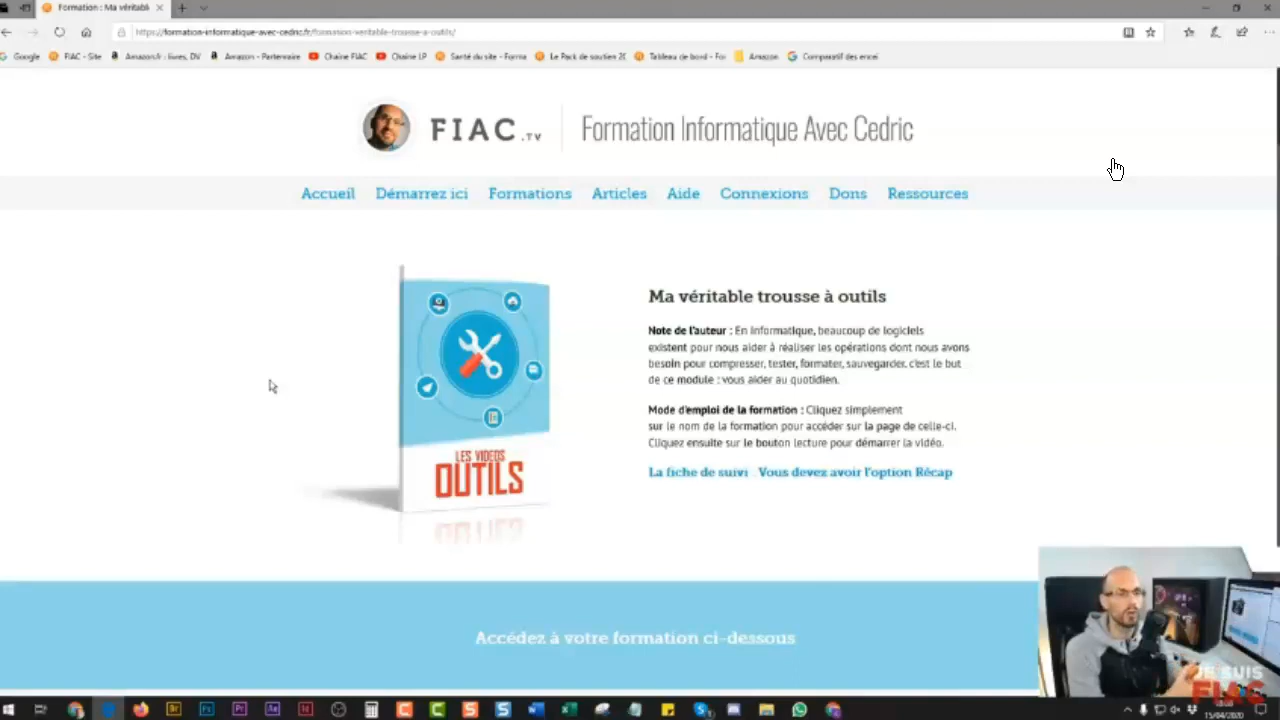 Formation : Ma véritabl
https://formation-informatique-avec-cedric.fr/formation-veritable-trousse-a-outils/
Google
FIAC - Site
Amazon.fr : livres, DV
Amazon - Partenaire
Chaîne FIAC
Chaîne LP
Santé du site - Forma
Le Pack de soutien 20
Tableau de bord - For
Amazon
Comparatif des encei
FIAC.TV
Formation Informatique Avec Cedric
Accueil
Démarrez ici
Formations
Articles
Aide
Connexions
Dons
Ressources
LES VIDEOS
OUTILS
Ma véritable trousse à outils
Note de l'auteur : En informatique, beaucoup de logiciels
existent pour nous aider à réaliser les opérations dont nous avons
besoin pour compresser, tester, formater, sauvegarder, c'est le but
de ce module : vous aider au quotidien.
Mode d'emploi de la formation : Cliquez simplement
sur le nom de la formation pour accéder sur la page de celle-ci.
Cliquez ensuite sur le bouton lecture pour démarrer la vidéo.
La fiche de suivi : Vous devez avoir l'option Récap
Accédez à votre formation ci-dessous
JE SUIS
FIAC
15/04/2020